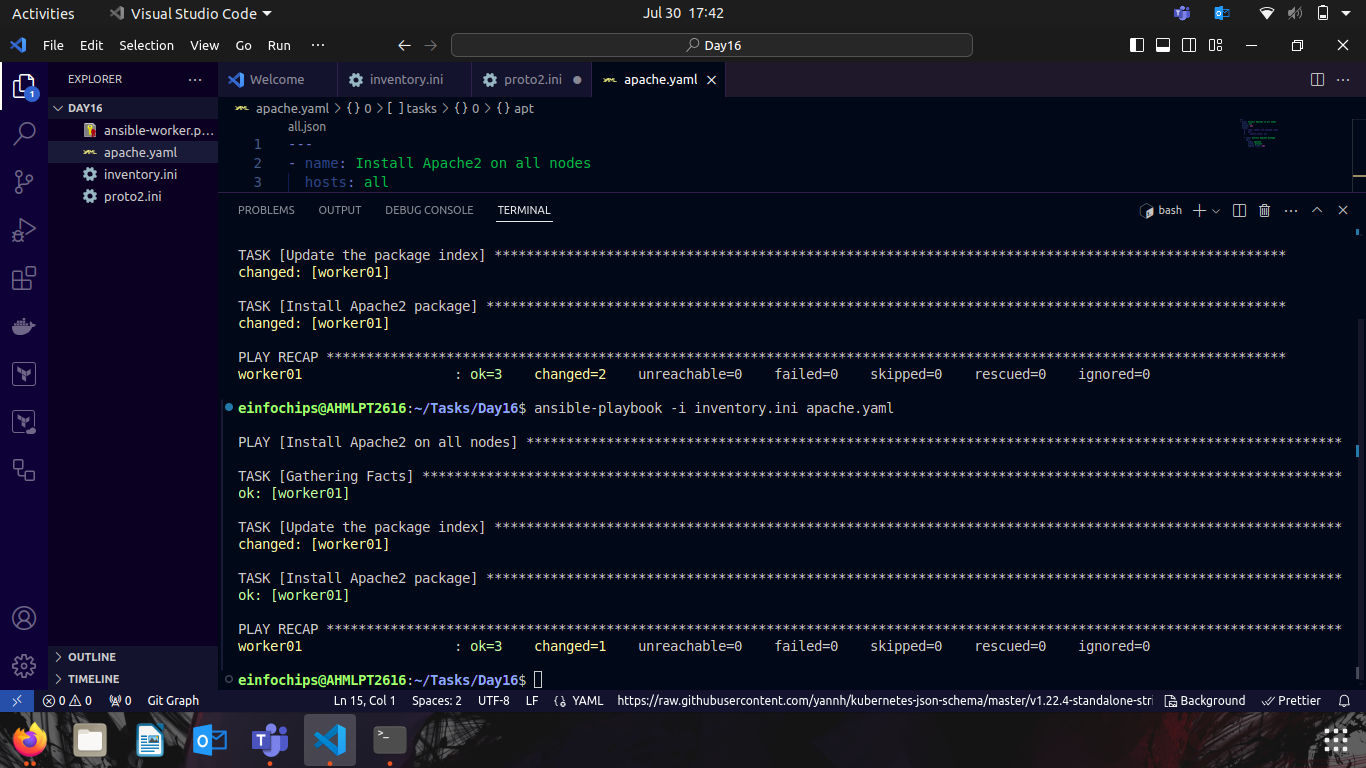 Activities Visual Studio Code Jul 30 17:42
File Edit Selection View Go Run ··· Day16
EXPLORER ··· Welcome inventory.ini proto2.ini apache.yaml
DAY16 apache.yaml > {} 0 > [ ] tasks > {} 0 > {} apt
ansible-worker.p... all.json
apache.yaml 1 ---
inventory.ini 2 - name: Install Apache2 on all nodes
proto2.ini 3 hosts: all
PROBLEMS OUTPUT DEBUG CONSOLE TERMINAL bash
TASK [Update the package index] ***************************************************************************************************
changed: [worker01]
TASK [Install Apache2 package] ****************************************************************************************************
changed: [worker01]
PLAY RECAP ************************************************************************************************************************
worker01 : ok=3 changed=2 unreachable=0 failed=0 skipped=0 rescued=0 ignored=0
einfochips@AHMLPT2616:~/Tasks/Day16$ ansible-playbook -i inventory.ini apache.yaml
PLAY [Install Apache2 on all nodes] ******************************************************************************************************
TASK [Gathering Facts] *******************************************************************************************************************
ok: [worker01]
TASK [Update the package index] **********************************************************************************************************
changed: [worker01]
TASK [Install Apache2 package] ***********************************************************************************************************
ok: [worker01]
PLAY RECAP *******************************************************************************************************************************
worker01 : ok=3 changed=1 unreachable=0 failed=0 skipped=0 rescued=0 ignored=0
einfochips@AHMLPT2616:~/Tasks/Day16$
OUTLINE
TIMELINE
0 0 0 Git Graph Ln 15, Col 1 Spaces: 2 UTF-8 LF {} YAML https://raw.githubusercontent.com/yannh/kubernetes-json-schema/master/v1.22.4-standalone-stri Background Prettier